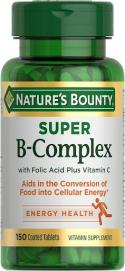 NATURE'S BOUNTY®
SUPER
B-COMPLEX
with Folic Acid Plus Vitamin C
Aids in the Conversion of
Food into Cellular Energy*
ENERGY HEALTH
150 Coated Tablets
VITAMIN SUPPLEMENT